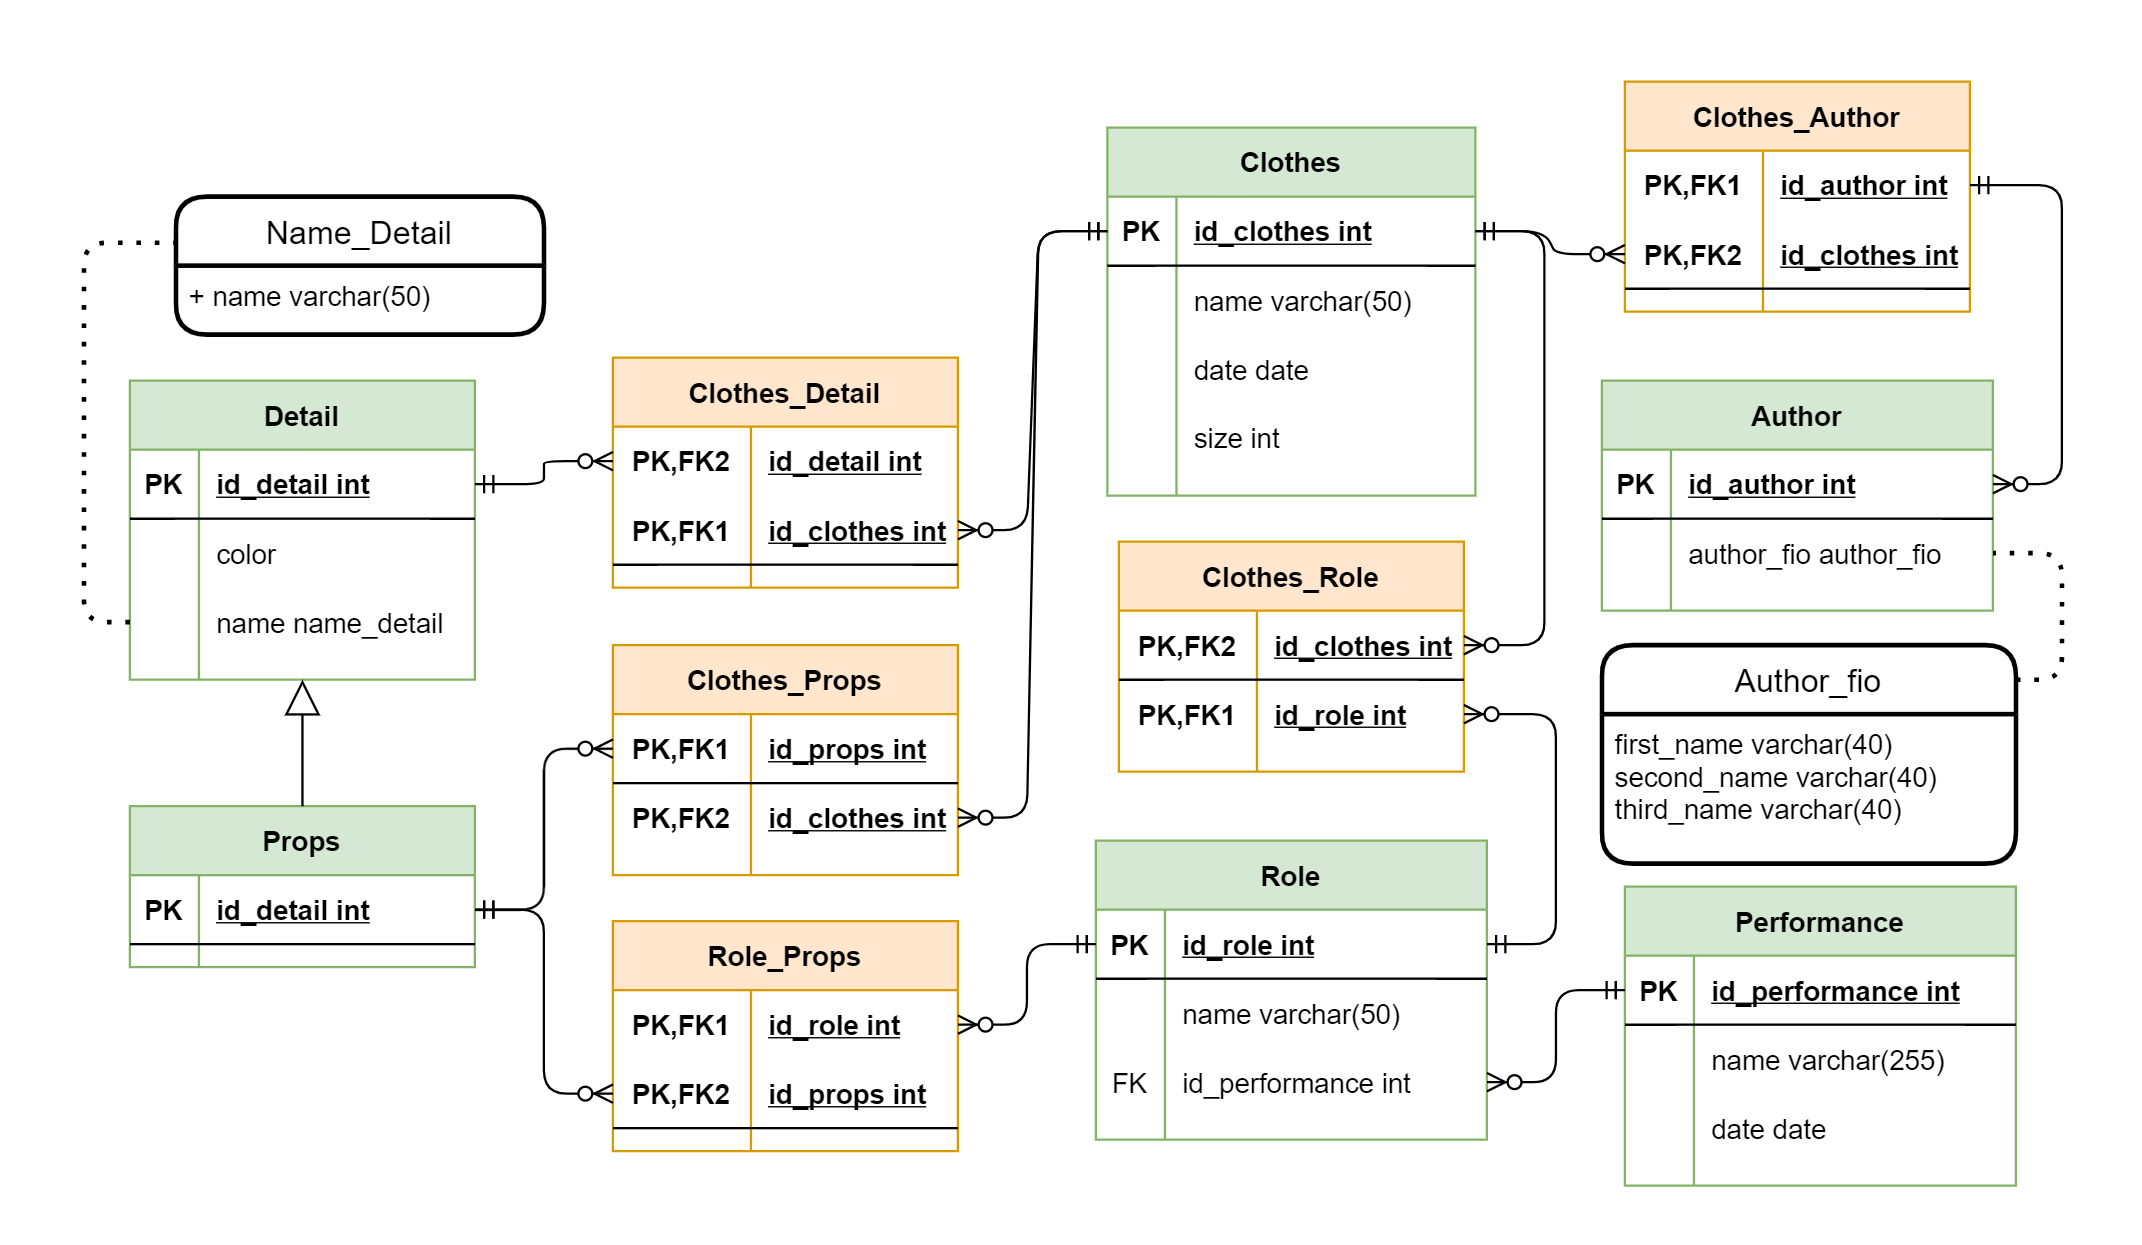 Name_Detail
+ name varchar(50)
Detail
PK id_detail int
color
name name_detail
Props
PK id_detail int
Clothes_Detail
PK,FK2 id_detail int
PK,FK1 id_clothes int
Clothes_Props
PK,FK1 id_props int
PK,FK2 id_clothes int
Role_Props
PK,FK1 id_role int
PK,FK2 id_props int
Clothes
PK id_clothes int
name varchar(50)
date date
size int
Clothes_Role
PK,FK2 id_clothes int
PK,FK1 id_role int
Role
PK id_role int
name varchar(50)
FK id_performance int
Clothes_Author
PK,FK1 id_author int
PK,FK2 id_clothes int
Author
PK id_author int
author_fio author_fio
Author_fio
first_name varchar(40)
second_name varchar(40)
third_name varchar(40)
Performance
PK id_performance int
name varchar(255)
date date